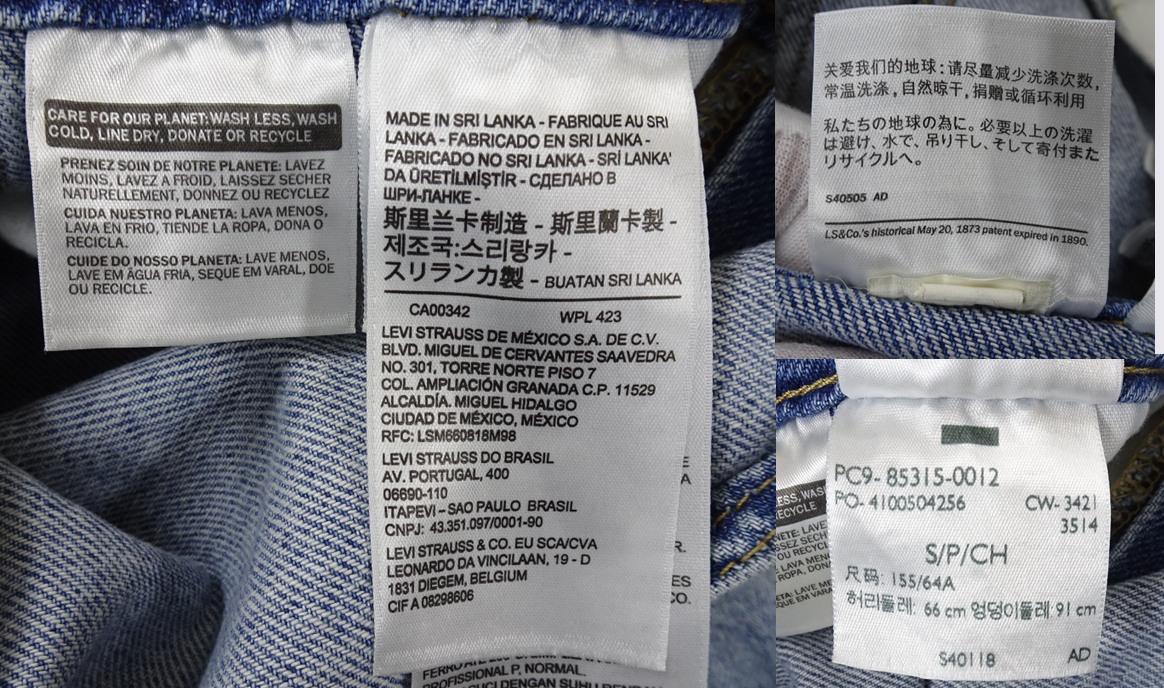 CARE FOR OUR PLANET: WASH LESS, WASH
COLD, LINE DRY, DONATE OR RECYCLE
PRENEZ SOIN DE NOTRE PLANETE: LAVEZ
MOINS, LAVEZ A FROID, LAISSEZ SECHER
NATURELLEMENT, DONNEZ OU RECYCLEZ
CUIDA NUESTRO PLANETA: LAVA MENOS,
LAVA EN FRIO, TIENDE LA ROPA, DONA O
RECICLA.
CUIDE DO NOSSO PLANETA: LAVE MENOS,
LAVE EM ÃGUA FRIA, SEQUE EM VARAL, DOE
OU RECICLE.
MADE IN SRI LANKA - FABRIQUE AU SRI
LANKA - FABRICADO EN SRI LANKA -
FABRICADO NO SRI LANKA - SRİ LANKA'
DA ÜRETİLMİŞTİR - СДЕЛАНО В
ШРИ-ЛАНКЕ -
斯里兰卡制造 - 斯里蘭卡製 -
제조국:스리랑카 -
スリランカ製 - BUATAN SRI LANKA
CA00342 WPL 423
LEVI STRAUSS DE MÉXICO S.A. DE C.V.
BLVD. MIGUEL DE CERVANTES SAAVEDRA
NO. 301, TORRE NORTE PISO 7
COL. AMPLIACIÓN GRANADA C.P. 11529
ALCALDÍA. MIGUEL HIDALGO
CIUDAD DE MÉXICO, MÉXICO
RFC: LSM660818M98
LEVI STRAUSS DO BRASIL
AV. PORTUGAL, 400
06690-110
ITAPEVI – SAO PAULO BRASIL
CNPJ: 43.351.097/0001-90
LEVI STRAUSS & CO. EU SCA/CVA
LEONARDO DA VINCILAAN, 19 - D
1831 DIEGEM, BELGIUM
CIF A 08298606
PROFISSIONAL P, NORMAL.
关爱我们的地球：请尽量减少洗涤次数，
常温洗涤，自然晾干，捐赠或循环利用
私たちの地球の為に。必要以上の洗濯
は避け、水で、吊り干し、そして寄付また
リサイクルへ。
S40505 AD
LS&Co.'s historical May 20, 1873 patent expired in 1890.
PC9- 85315-0012
PO- 4100504256 CW- 3421
3514
S/P/CH
尺码: 155/64A
허리둘레: 66 cm 엉덩이둘레: 91 cm
S40118 AD